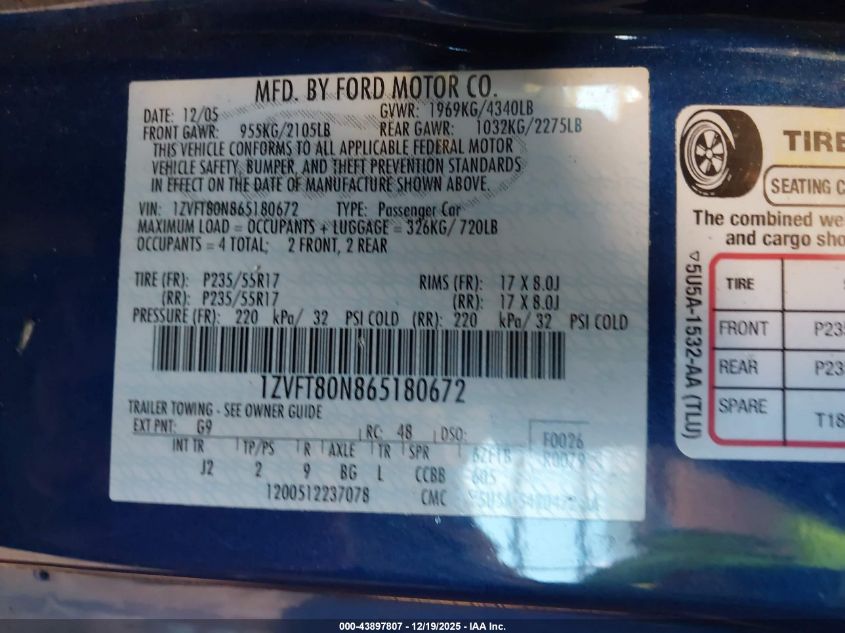 MFD. BY FORD MOTOR CO.
DATE: 12/05 GVWR: 1969KG/4340LB
FRONT GAWR: 955KG/2105LB REAR GAWR: 1032KG/2275LB
THIS VEHICLE CONFORMS TO ALL APPLICABLE FEDERAL MOTOR
VEHICLE SAFETY, BUMPER, AND THEFT PREVENTION STANDARDS
IN EFFECT ON THE DATE OF MANUFACTURE SHOWN ABOVE.
VIN: 1ZVFT80N865180672 TYPE: Passenger Car
MAXIMUM LOAD = OCCUPANTS + LUGGAGE = 326KG/ 720LB
OCCUPANTS = 4 TOTAL; 2 FRONT, 2 REAR
TIRE (FR): P235/55R17 RIMS (FR): 17 X 8.0J
(RR): P235/55R17 (RR): 17 X 8.0J
PRESSURE (FR): 220 kPa/ 32 PSI COLD (RR): 220 kPa/ 32 PSI COLD
1ZVFT80N865180672
TRAILER TOWING - SEE OWNER GUIDE
EXT PNT: G9 RC: 48 DSO: F0026
R0079
INT TR TP/PS R AXLE TR SPR
J2 2 9 BG L CCBB
1200512237078 CMC
TIRE
SEATING C
The combined we
and cargo sho
TIRE
FRONT P235
REAR P23
SPARE T18
▽5U5A-1532-AA (TLU)
000-43897807 - 12/19/2025 - IAA Inc.